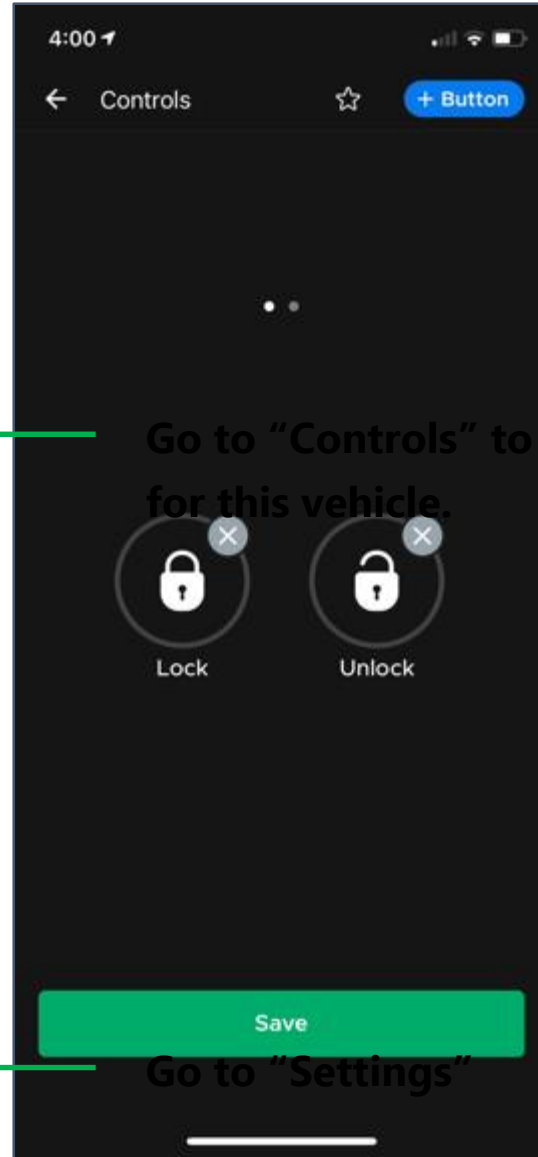 4:00
Controls
+ Button
Go to “Controls” to
for this vehicle.
Lock
Unlock
Save
Go to “Settings”